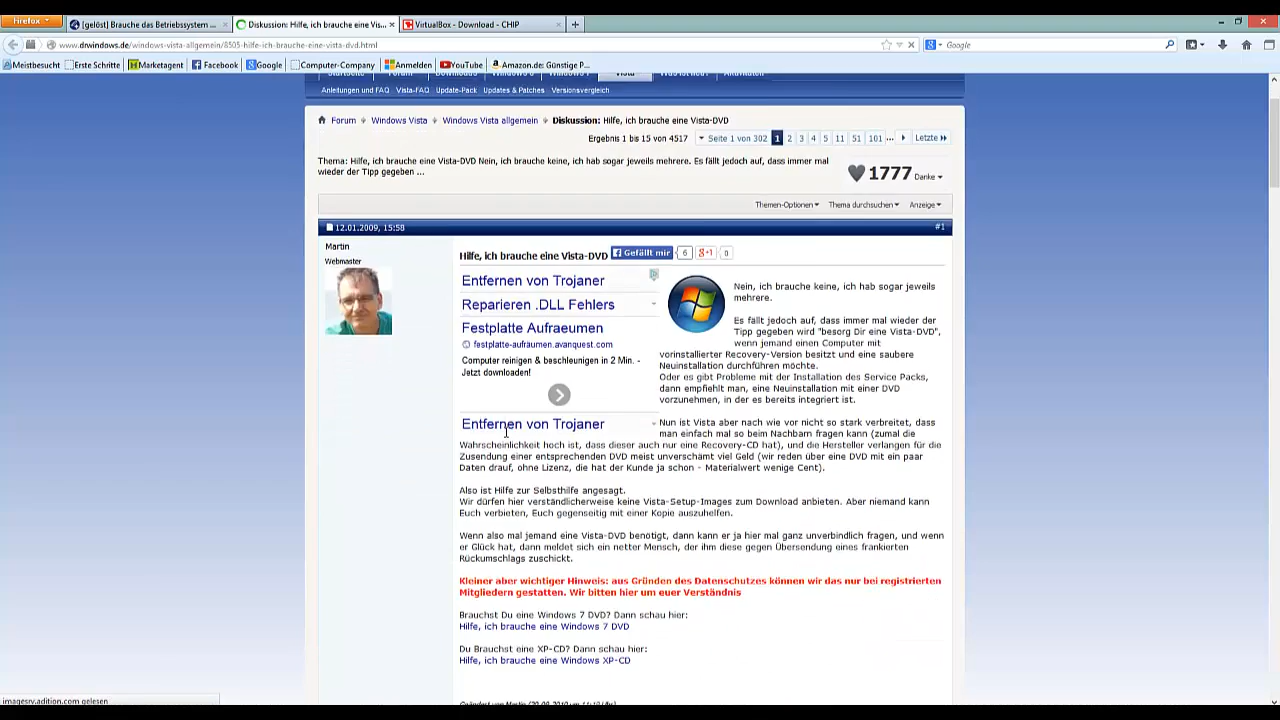 Firefox
[gelöst] Brauche das Betriebssystem ...
Diskussion: Hilfe, ich brauche eine Vis...
VirtualBox - Download - CHIP
www.drwindows.de/windows-vista-allgemein/8505-hilfe-ich-brauche-eine-vista-dvd.html
Google
Meistbesucht
Erste Schritte
Marketagent
Facebook
Google
Computer-Company
Anmelden
YouTube
Amazon.de: Günstige P...
Anleitungen und FAQ
Vista-FAQ
Update-Pack
Updates & Patches
Versionsvergleich
Forum
Windows Vista
Windows Vista allgemein
Diskussion: Hilfe, ich brauche eine Vista-DVD
Ergebnis 1 bis 15 von 4517
Seite 1 von 302
1 2 3 4 5 11 51 101 ...
Letzte
Thema: Hilfe, ich brauche eine Vista-DVD Nein, ich brauche keine, ich hab sogar jeweils mehrere. Es fällt jedoch auf, dass immer mal
wieder der Tipp gegeben ...
1777 Danke
Themen-Optionen
Thema durchsuchen
Anzeige
12.01.2009, 15:58
#1
Martin
Webmaster
Hilfe, ich brauche eine Vista-DVD
Gefällt mir
6
g+1
0
Entfernen von Trojaner
Reparieren .DLL Fehlers
Festplatte Aufraeumen
festplatte-aufräumen.avanquest.com
Computer reinigen & beschleunigen in 2 Min. -
Jetzt downloaden!
Entfernen von Trojaner
Nein, ich brauche keine, ich hab sogar jeweils
mehrere.
Es fällt jedoch auf, dass immer mal wieder der
Tipp gegeben wird "besorg Dir eine Vista-DVD",
wenn jemand einen Computer mit
vorinstallierter Recovery-Version besitzt und eine saubere
Neuinstallation durchführen möchte.
Oder es gibt Probleme mit der Installation des Service Packs,
dann empfiehlt man, eine Neuinstallation mit einer DVD
vorzunehmen, in der es bereits integriert ist.
Nun ist Vista aber nach wie vor nicht so stark verbreitet, dass
man einfach mal so beim Nachbarn fragen kann (zumal die
Wahrscheinlichkeit hoch ist, dass dieser auch nur eine Recovery-CD hat), und die Hersteller verlangen für die
Zusendung einer entsprechenden DVD meist unverschämt viel Geld (wir reden über eine DVD mit ein paar
Daten drauf, ohne Lizenz, die hat der Kunde ja schon - Materialwert wenige Cent).
Also ist Hilfe zur Selbsthilfe angesagt.
Wir dürfen hier verständlicherweise keine Vista-Setup-Images zum Download anbieten. Aber niemand kann
Euch verbieten, Euch gegenseitig mit einer Kopie auszuhelfen.
Wenn also mal jemand eine Vista-DVD benötigt, dann kann er ja hier mal ganz unverbindlich fragen, und wenn
er Glück hat, dann meldet sich ein netter Mensch, der ihm diese gegen Übersendung eines frankierten
Rückumschlags zuschickt.
Kleiner aber wichtiger Hinweis: aus Gründen des Datenschutzes können wir das nur bei registrierten
Mitgliedern gestatten. Wir bitten hier um euer Verständnis
Brauchst Du eine Windows 7 DVD? Dann schau hier:
Hilfe, ich brauche eine Windows 7 DVD
Du Brauchst eine XP-CD? Dann schau hier:
Hilfe, ich brauche eine Windows XP-CD
imagesrv.adition.com gelesen